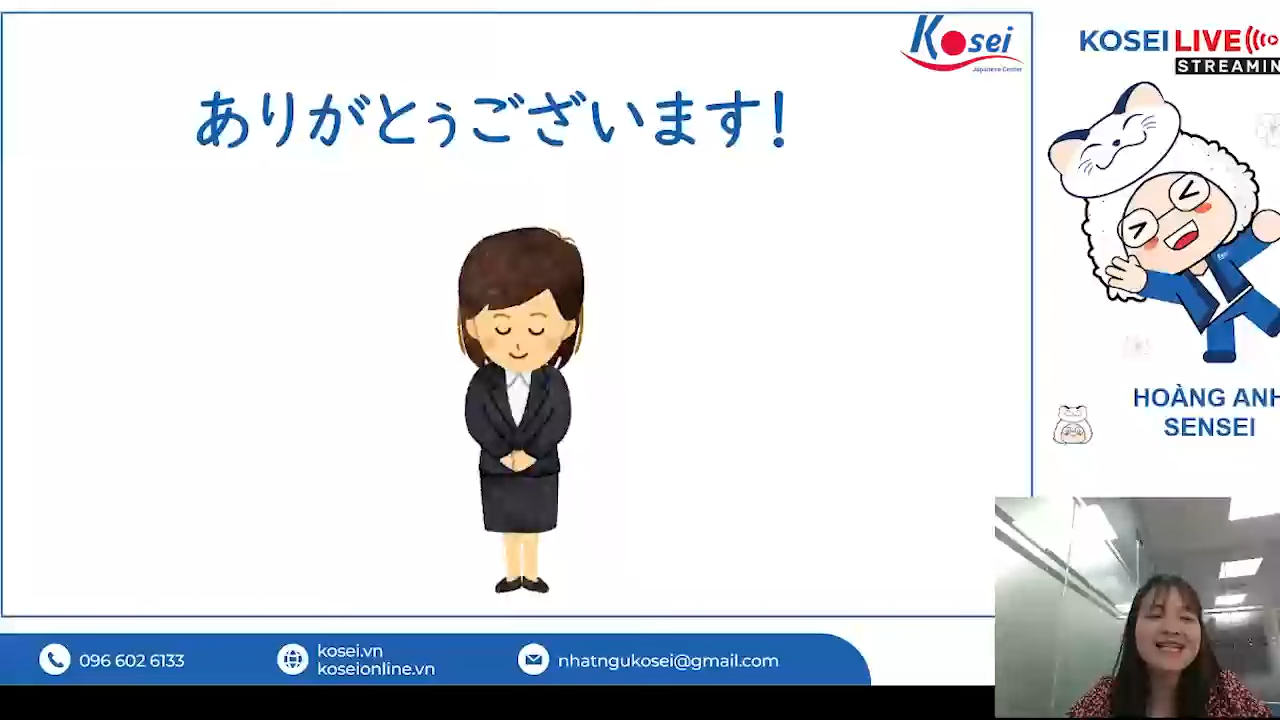 Kosei
Japanese Center
KOSEI LIVE
STREAMIN
ありがとぅございます!
HOÀNG ANH
SENSEI
096 602 6133
kosei.vn
koseionline.vn
nhatngukosei@gmail.com